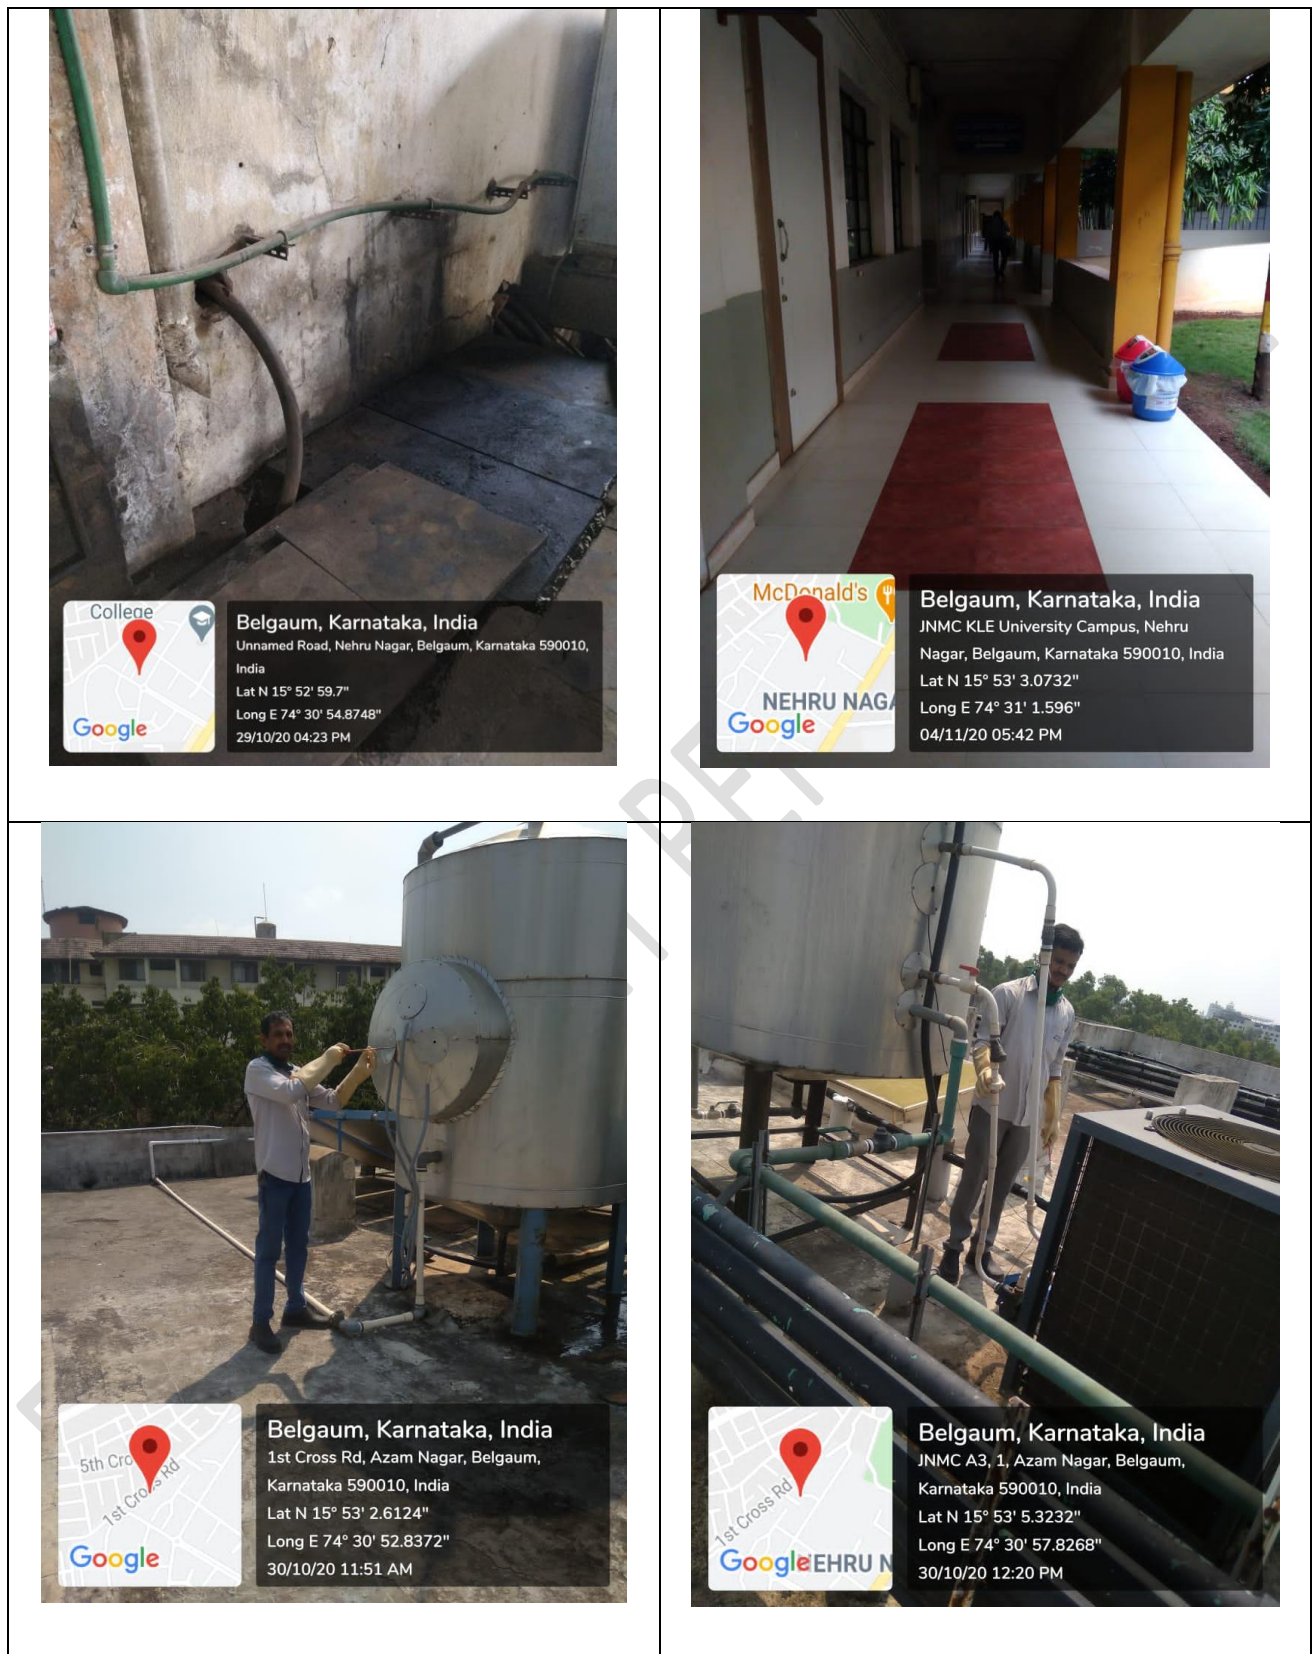 College
Google
Belgaum, Karnataka, India
Unnamed Road, Nehru Nagar, Belgaum, Karnataka 590010,
India
Lat N 15° 52' 59.7"
Long E 74° 30' 54.8748"
29/10/20 04:23 PM
McDonald's
NEHRU NAGA
Google
Belgaum, Karnataka, India
JNMC KLE University Campus, Nehru
Nagar, Belgaum, Karnataka 590010, India
Lat N 15° 53' 3.0732"
Long E 74° 31' 1.596"
04/11/20 05:42 PM
5th Cro
1st Cross Rd
Google
Belgaum, Karnataka, India
1st Cross Rd, Azam Nagar, Belgaum,
Karnataka 590010, India
Lat N 15° 53' 2.6124"
Long E 74° 30' 52.8372"
30/10/20 11:51 AM
1st Cross Rd
Google EHRU N
Belgaum, Karnataka, India
JNMC A3, 1, Azam Nagar, Belgaum,
Karnataka 590010, India
Lat N 15° 53' 5.3232"
Long E 74° 30' 57.8268"
30/10/20 12:20 PM